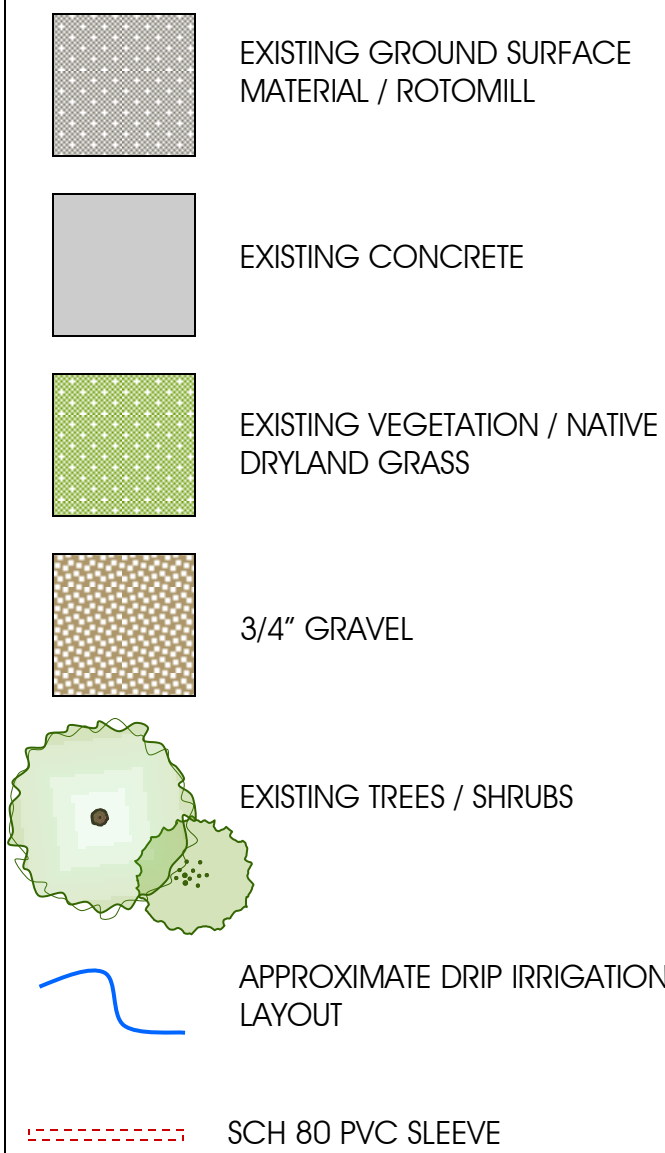 EXISTING GROUND SURFACE
MATERIAL / ROTOMILL
EXISTING CONCRETE
EXISTING VEGETATION / NATIVE
DRYLAND GRASS
3/4” GRAVEL
EXISTING TREES / SHRUBS
APPROXIMATE DRIP IRRIGATION
LAYOUT
SCH 80 PVC SLEEVE